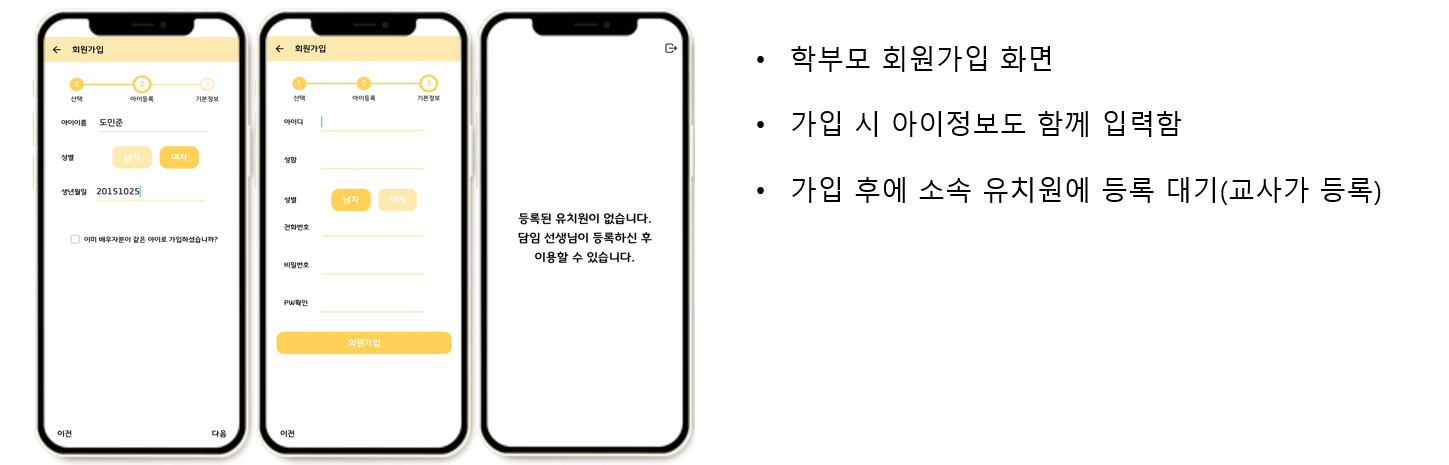 회원가입
1 2 3
선택 아이등록 기본정보
아이이름 도민준
성별 남자 여자
생년월일 20151025
이미 배우자분이 같은 아이로 가입하셨습니까?
이전 다음
회원가입
1 2 3
선택 아이등록 기본정보
아이디
성함
성별 남자 여자
전화번호
비밀번호
PW확인
회원가입
이전
등록된 유치원이 없습니다.
담임 선생님이 등록하신 후
이용할 수 있습니다.
• 학부모 회원가입 화면
• 가입 시 아이정보도 함께 입력함
• 가입 후에 소속 유치원에 등록 대기(교사가 등록)